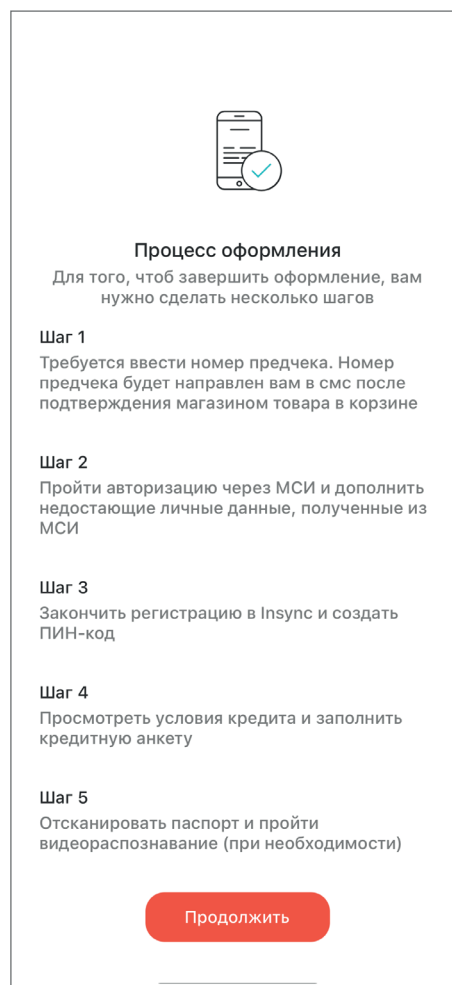 Процесс оформления
Для того, чтоб завершить оформление, вам
нужно сделать несколько шагов
Шаг 1
Требуется ввести номер предчека. Номер
предчека будет направлен вам в смс после
подтверждения магазином товара в корзине
Шаг 2
Пройти авторизацию через МСИ и дополнить
недостающие личные данные, полученные из
МСИ
Шаг 3
Закончить регистрацию в Insync и создать
ПИН-код
Шаг 4
Просмотреть условия кредита и заполнить
кредитную анкету
Шаг 5
Отсканировать паспорт и пройти
видеораспознавание (при необходимости)
Продолжить